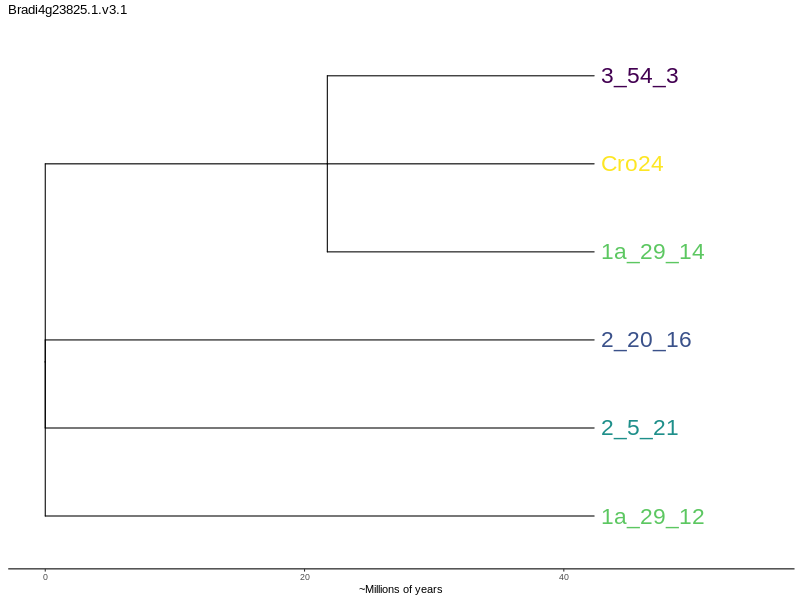 Bradi4g23825.1.v3.1
3_54_3
Cro24
1a_29_14
2_20_16
2_5_21
1a_29_12
0 20 40
~Millions of years